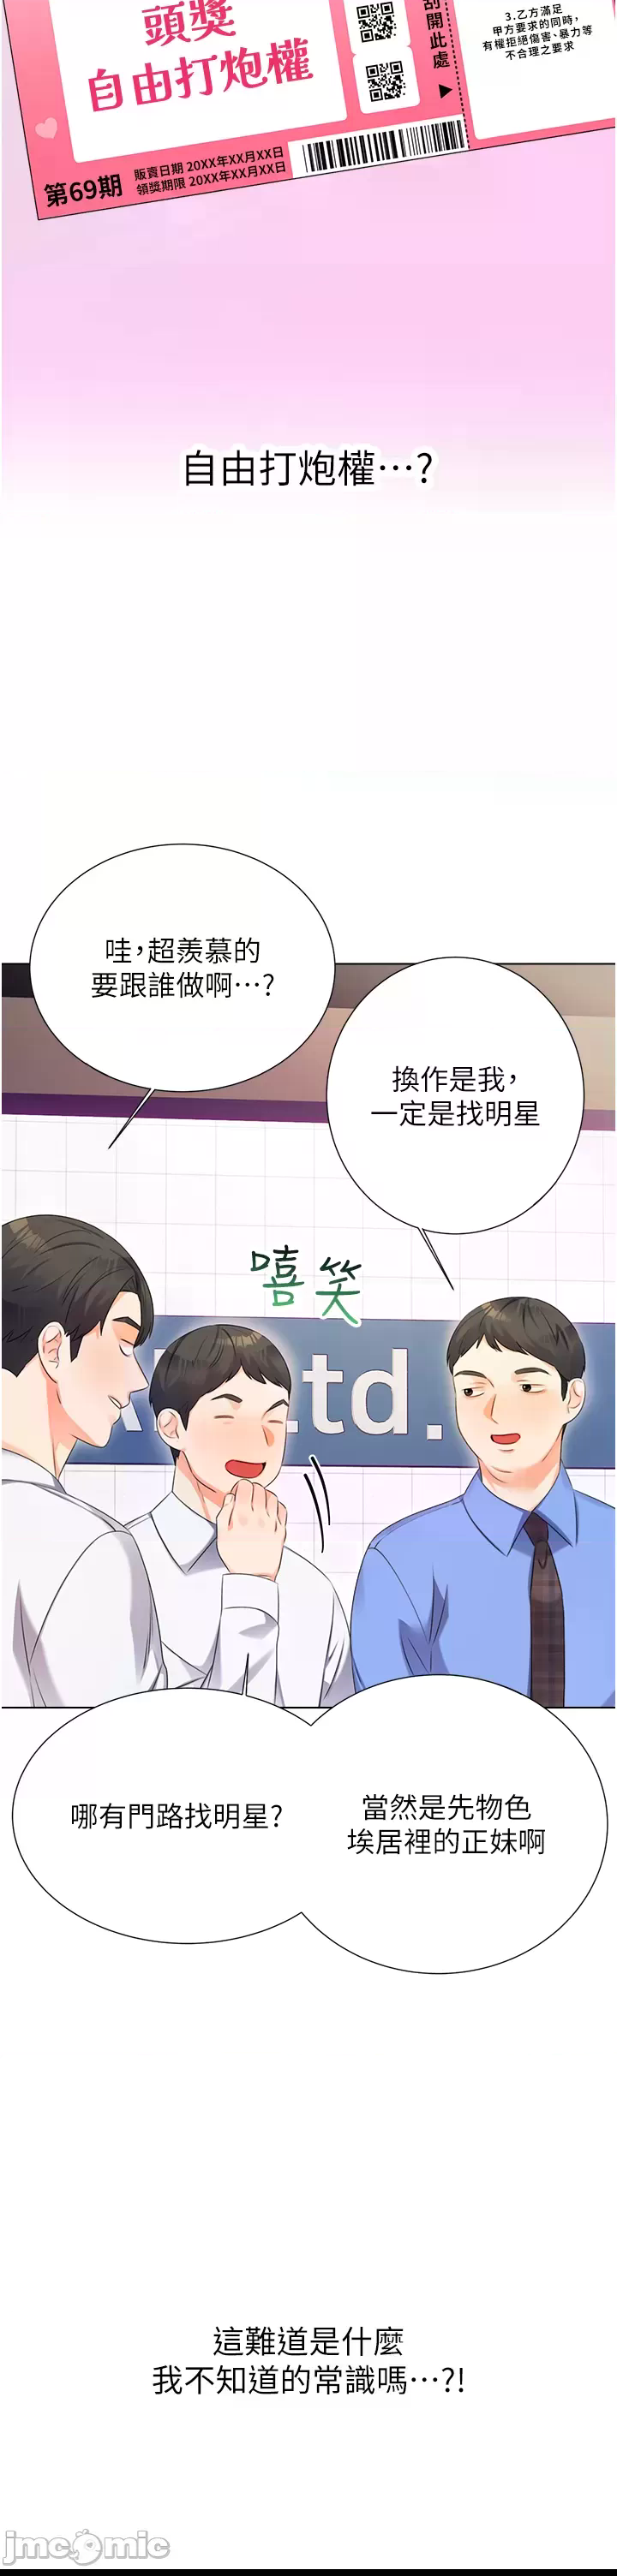 頭獎
自由打炮權
刮開此處
3.乙方滿足
甲方要求的同時,
有權拒絕傷害、暴力等
不合理之要求
第69期
販賣日期 20XX年XX月XX日
領獎期限 20XX年XX月XX日
自由打炮權…?
哇,超羨慕的
要跟誰做啊…?
換作是我,
一定是找明星
嘻笑
.td.
哪有門路找明星?
當然是先物色
埃居裡的正妹啊
這難道是什麼
我不知道的常識嗎…?!
jmcomic